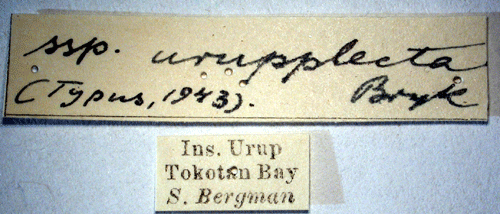 ssp. urupplecta
(Typus, 1943). Bryk
Ins. Urup
Tokotan Bay
S. Bergman